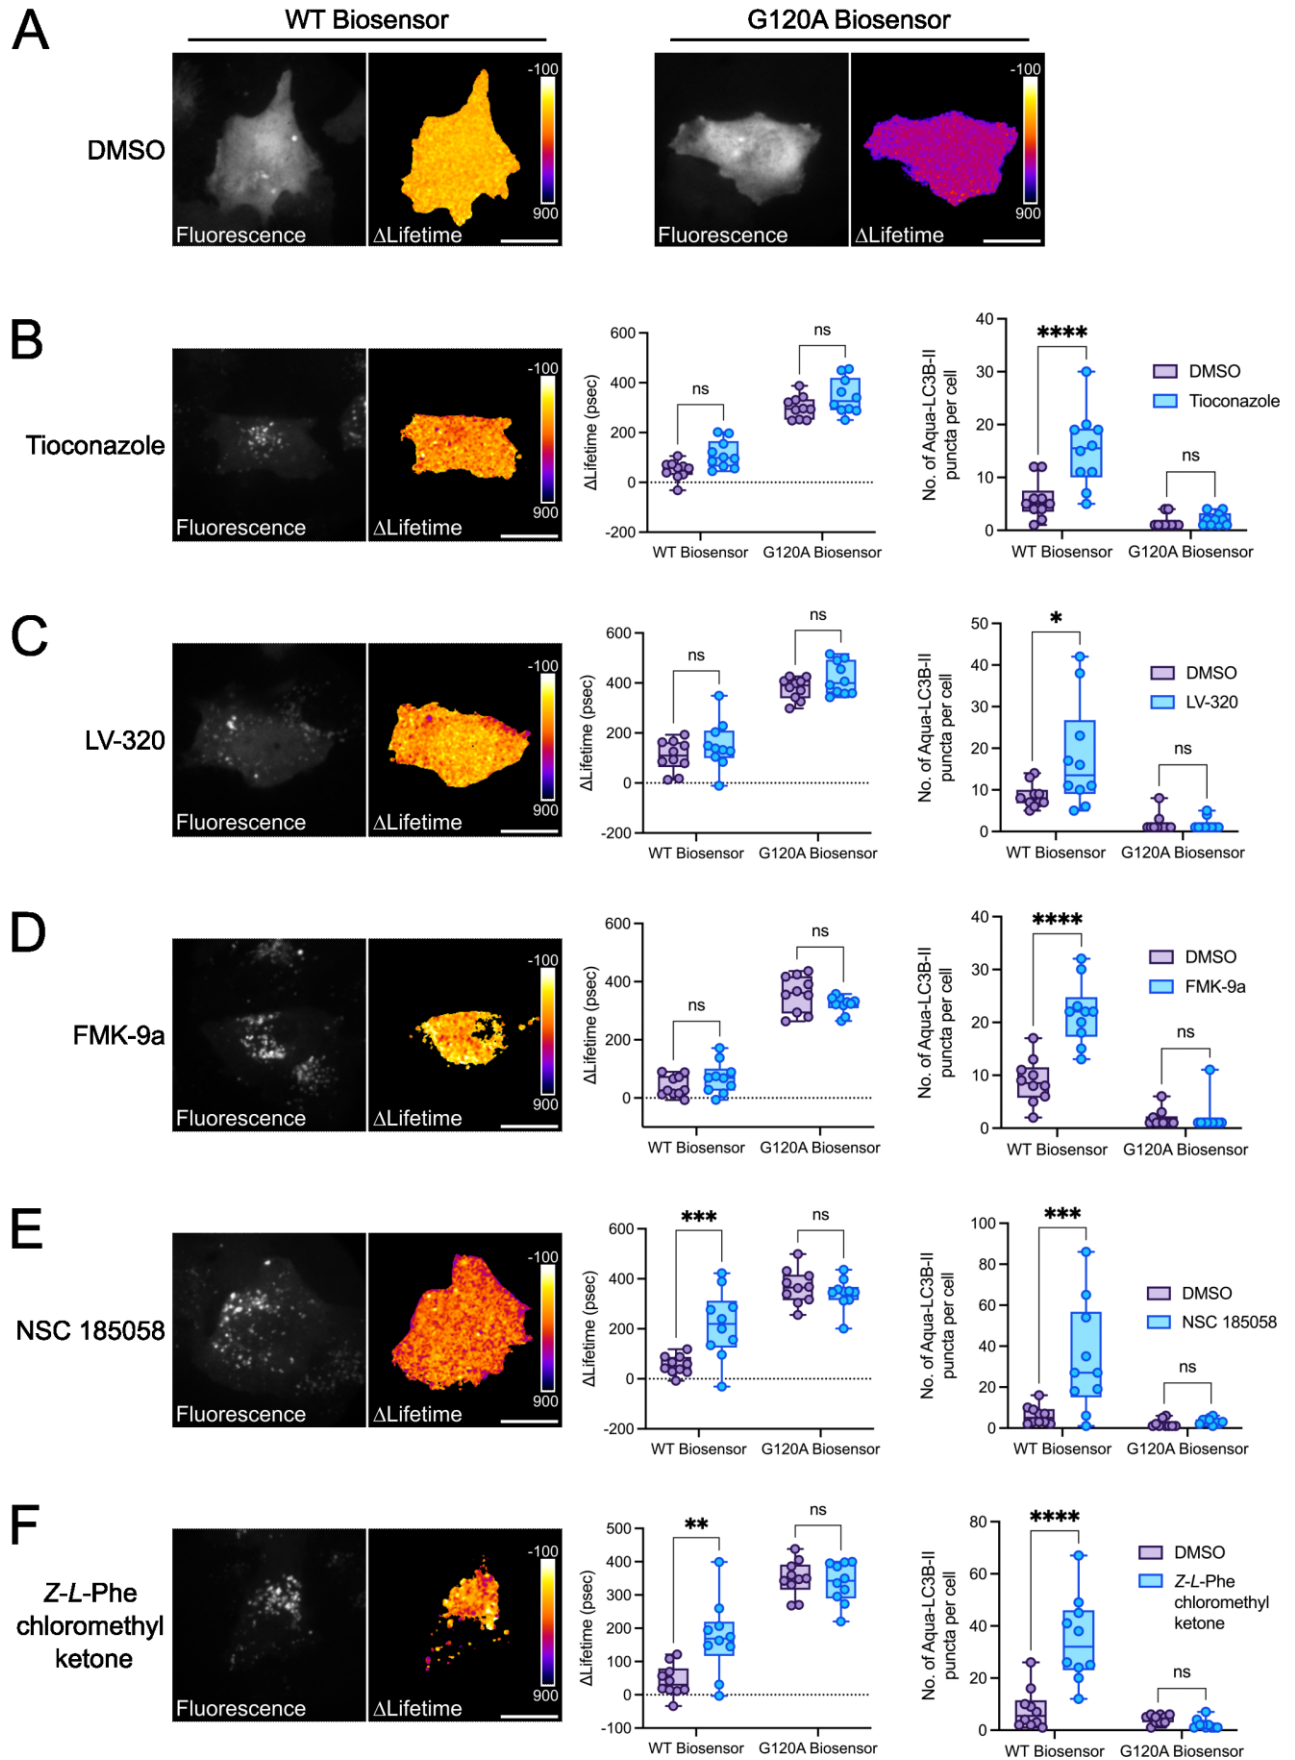 A
WT Biosensor
G120A Biosensor
DMSO
Fluorescence
ΔLifetime
-100
900
Fluorescence
ΔLifetime
-100
900
B
Tioconazole
Fluorescence
ΔLifetime
-100
900
ΔLifetime (psec)
600
400
200
0
-200
ns
ns
WT Biosensor
G120A Biosensor
No. of Aqua-LC3B-II
puncta per cell
40
30
20
10
0
****
ns
WT Biosensor
G120A Biosensor
DMSO
Tioconazole
C
LV-320
Fluorescence
ΔLifetime
-100
900
ΔLifetime (psec)
600
400
200
0
-200
ns
ns
WT Biosensor
G120A Biosensor
No. of Aqua-LC3B-II
puncta per cell
50
40
30
20
10
0
*
ns
WT Biosensor
G120A Biosensor
DMSO
LV-320
D
FMK-9a
Fluorescence
ΔLifetime
-100
900
ΔLifetime (psec)
600
400
200
0
ns
ns
WT Biosensor
G120A Biosensor
No. of Aqua-LC3B-II
puncta per cell
40
30
20
10
0
****
ns
WT Biosensor
G120A Biosensor
DMSO
FMK-9a
E
NSC 185058
Fluorescence
ΔLifetime
-100
900
ΔLifetime (psec)
600
400
200
0
-200
***
ns
WT Biosensor
G120A Biosensor
No. of Aqua-LC3B-II
puncta per cell
100
80
60
40
20
0
***
ns
WT Biosensor
G120A Biosensor
DMSO
NSC 185058
F
Z-L-Phe
chloromethyl
ketone
Fluorescence
ΔLifetime
-100
900
ΔLifetime (psec)
500
400
300
200
100
0
-100
**
ns
WT Biosensor
G120A Biosensor
No. of Aqua-LC3B-II
puncta per cell
80
60
40
20
0
****
ns
WT Biosensor
G120A Biosensor
DMSO
Z-L-Phe
chloromethyl
ketone